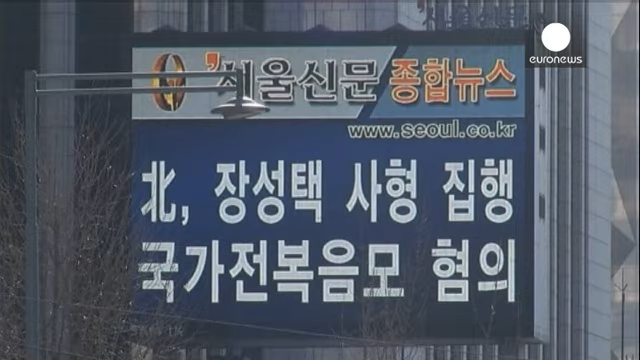 euronews
서울신문 종합뉴스
www.seoul.co.kr
北, 장성택 사형 집행
국가전복음모 혐의